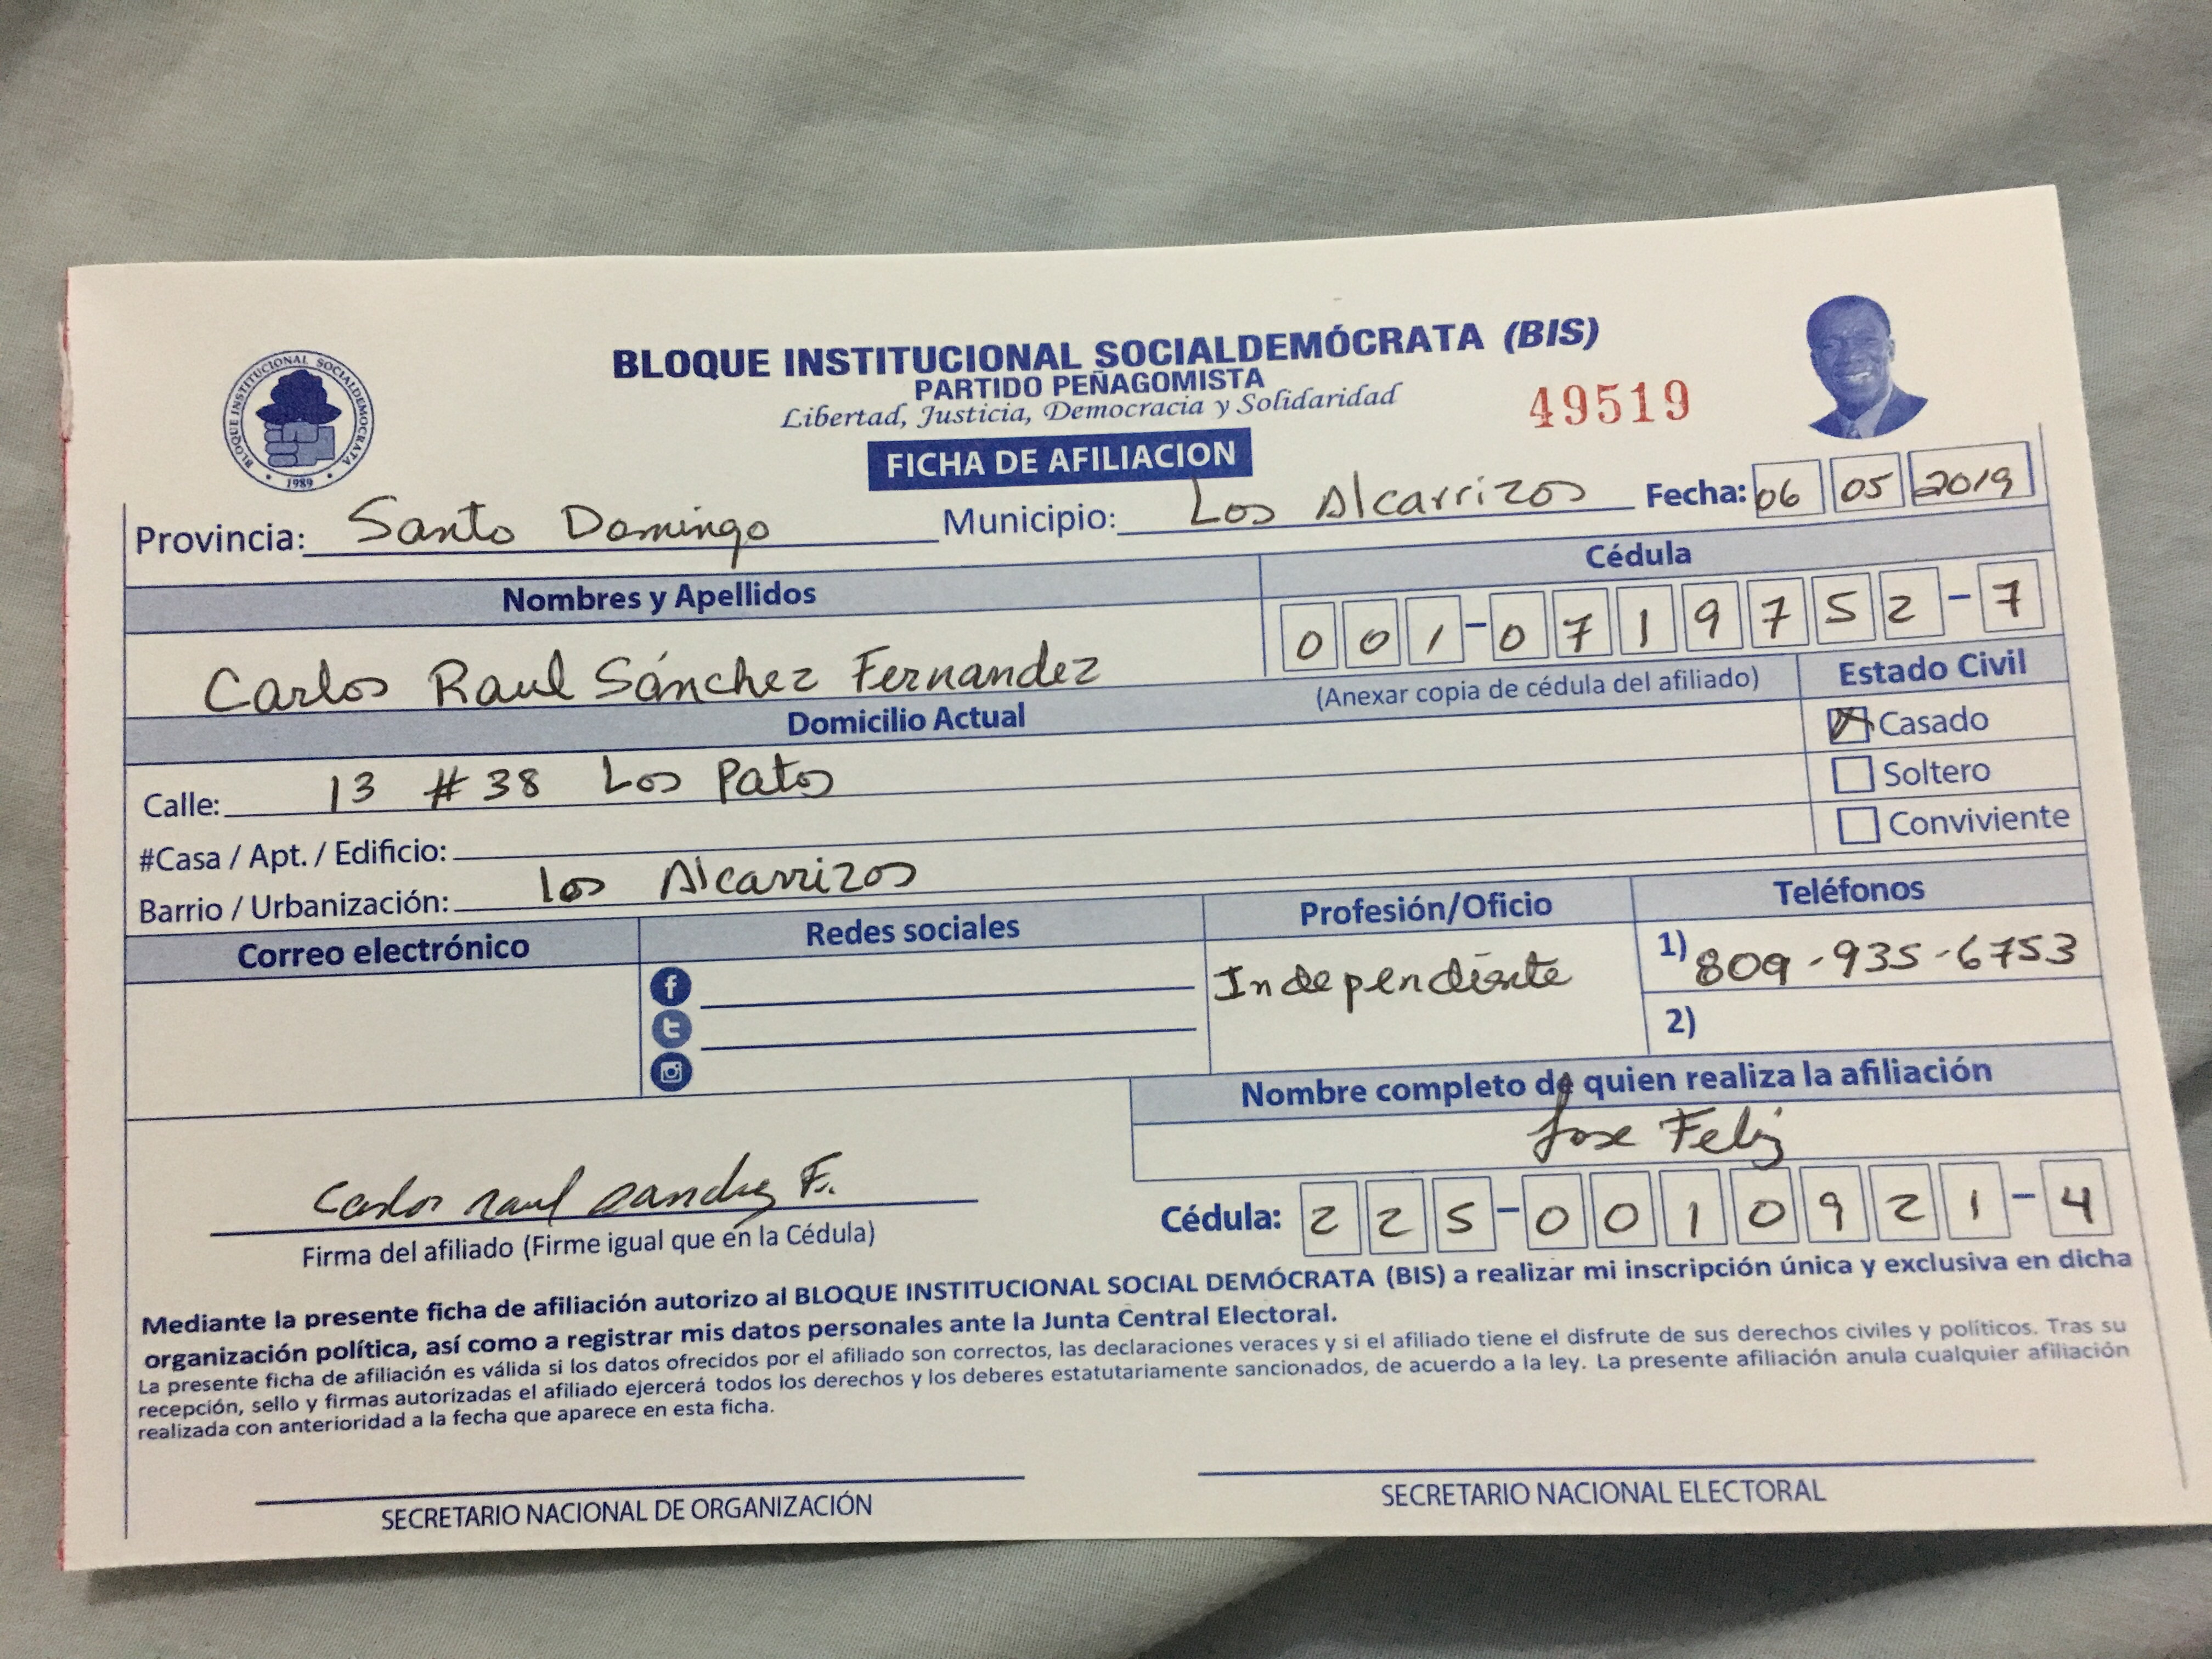 BLOQUE INSTITUCIONAL SOCIALDEMOCRATA
1989
BLOQUE INSTITUCIONAL SOCIALDEMÓCRATA (BIS)
PARTIDO PEÑAGOMISTA
Libertad, Justicia, Democracia y Solidaridad
49519
FICHA DE AFILIACION
Provincia: Santo Domingo Municipio: Los Alcarrizos Fecha: 06 05 2019
Nombres y Apellidos Cédula
Carlos Raul Sánchez Fernandez 001-0719752-7
(Anexar copia de cédula del afiliado) Estado Civil
Domicilio Actual
Casado
Calle: 13 #38 Los Patos
Soltero
#Casa / Apt. / Edificio:
Conviviente
Barrio / Urbanización: Los Alcarrizos
Correo electrónico Redes sociales Profesión/Oficio Teléfonos
Independiente 1) 809-935-6753
2)
Nombre completo de quien realiza la afiliación
Jose Feliz
Carlos Raul Sanchez F.
Firma del afiliado (Firme igual que en la Cédula)
Cédula: 225-0010921-4
Mediante la presente ficha de afiliación autorizo al BLOQUE INSTITUCIONAL SOCIAL DEMÓCRATA (BIS) a realizar mi inscripción única y exclusiva en dicha
organización política, así como a registrar mis datos personales ante la Junta Central Electoral.
La presente ficha de afiliación es válida si los datos ofrecidos por el afiliado son correctos, las declaraciones veraces y si el afiliado tiene el disfrute de sus derechos civiles y políticos. Tras su
recepción, sello y firmas autorizadas el afiliado ejercerá todos los derechos y los deberes estatutariamente sancionados, de acuerdo a la ley. La presente afiliación anula cualquier afiliación
realizada con anterioridad a la fecha que aparece en esta ficha.
SECRETARIO NACIONAL DE ORGANIZACIÓN SECRETARIO NACIONAL ELECTORAL